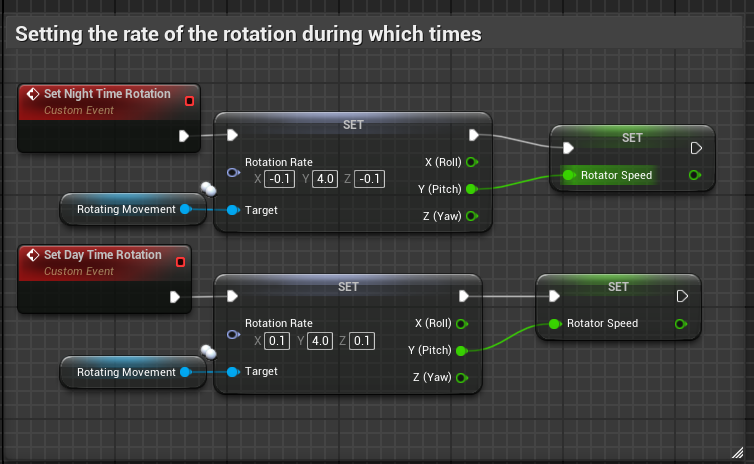 Setting the rate of the rotation during which times
Set Night Time Rotation
Custom Event
SET
Rotation Rate
X -0.1 Y 4.0 Z -0.1
Target
X (Roll)
Y (Pitch)
Z (Yaw)
Rotating Movement
SET
Rotator Speed
Set Day Time Rotation
Custom Event
SET
Rotation Rate
X 0.1 Y 4.0 Z 0.1
Target
X (Roll)
Y (Pitch)
Z (Yaw)
Rotating Movement
SET
Rotator Speed